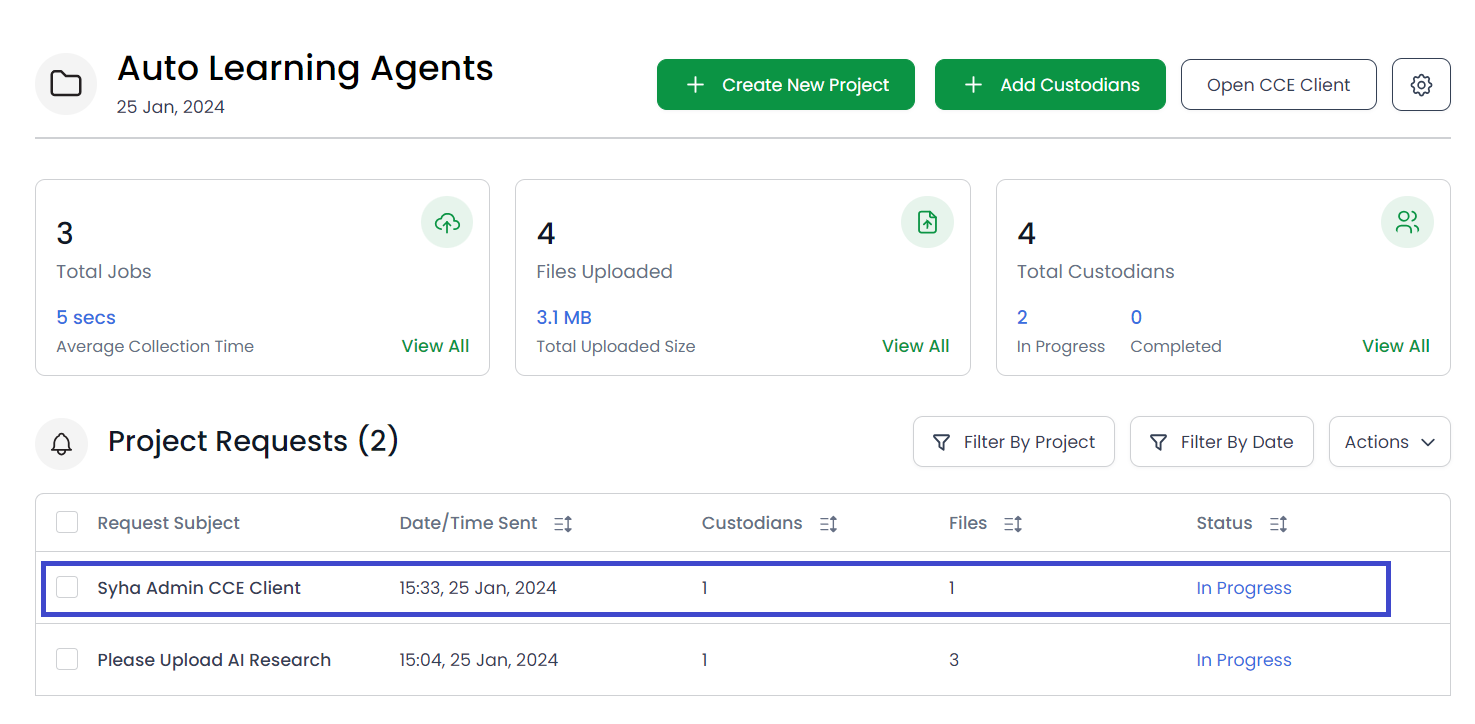 Auto Learning Agents
25 Jan, 2024
Create New Project
Add Custodians
Open CCE Client
3
Total Jobs
5 secs
Average Collection Time
View All
4
Files Uploaded
3.1 MB
Total Uploaded Size
View All
4
Total Custodians
2 0
In Progress Completed
View All
Project Requests (2)
Filter By Project
Filter By Date
Actions
Request Subject Date/Time Sent Custodians Files Status
Syha Admin CCE Client 15:33, 25 Jan, 2024 1 1 In Progress
Please Upload AI Research 15:04, 25 Jan, 2024 1 3 In Progress